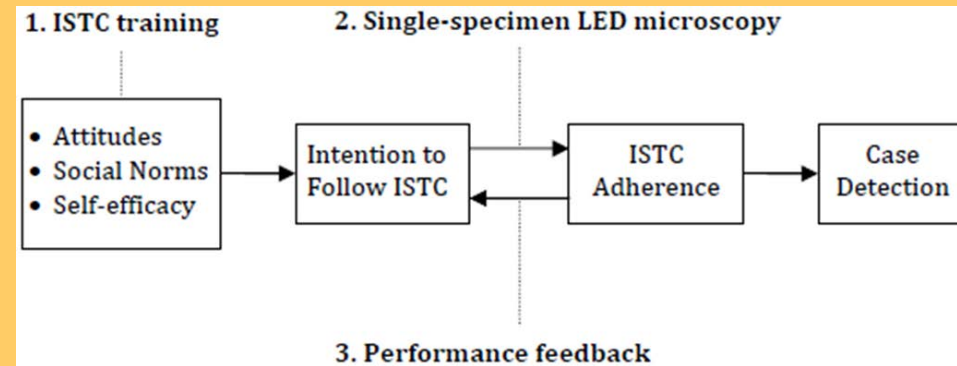 1. ISTC training
2. Single-specimen LED microscopy
• Attitudes
• Social Norms
• Self-efficacy
Intention to
Follow ISTC
ISTC
Adherence
Case
Detection
3. Performance feedback